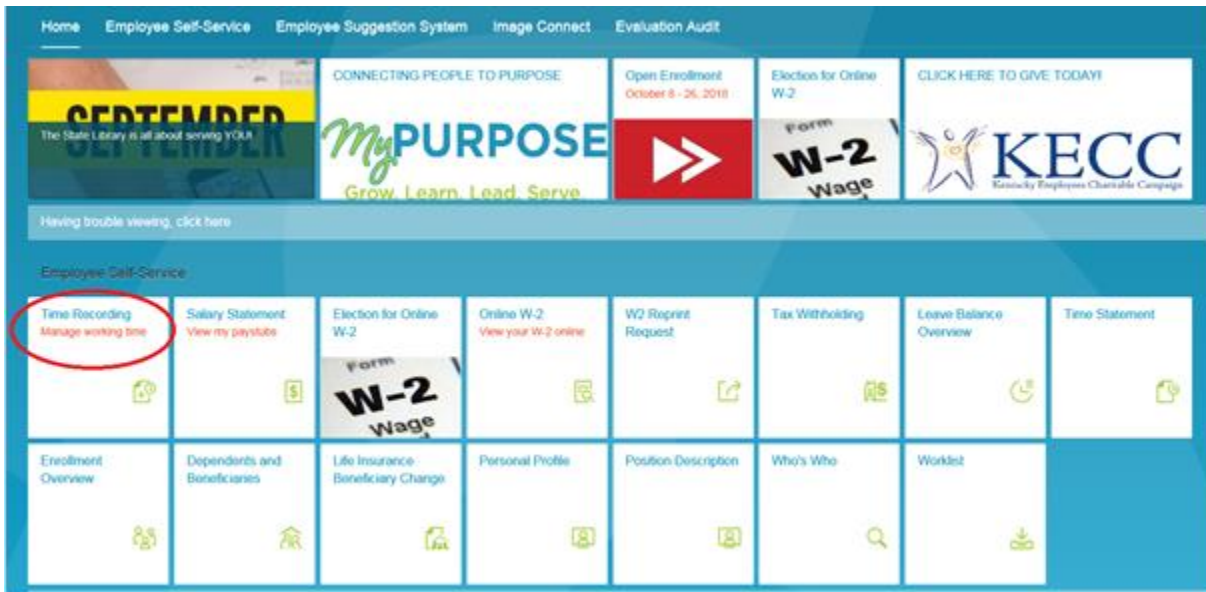 Home Employee Self-Service Employee Suggestion System Image Connect Evaluation Audit
SEPTEMBER
The State Library is all about serving YOU!
CONNECTING PEOPLE TO PURPOSE
MyPURPOSE
Grow. Learn. Lead. Serve
Open Enrollment
October 8 - 26, 2018
Election for Online
W-2
Form
W-2
Wage
CLICK HERE TO GIVE TODAY!
KECC
Kentucky Employees Charitable Campaign
Having trouble viewing, click here
Employee Self-Service
Time Recording
Manage working time
Salary Statement
View my paystubs
Election for Online
W-2
Form
W-2
Wage
Online W-2
View your W-2 online
W2 Reprint
Request
Tax Withholding
Leave Balance
Overview
Time Statement
Enrollment
Overview
Dependents and
Beneficiaries
Life Insurance
Beneficiary Change
Personal Profile
Position Description
Who's Who
Worklist